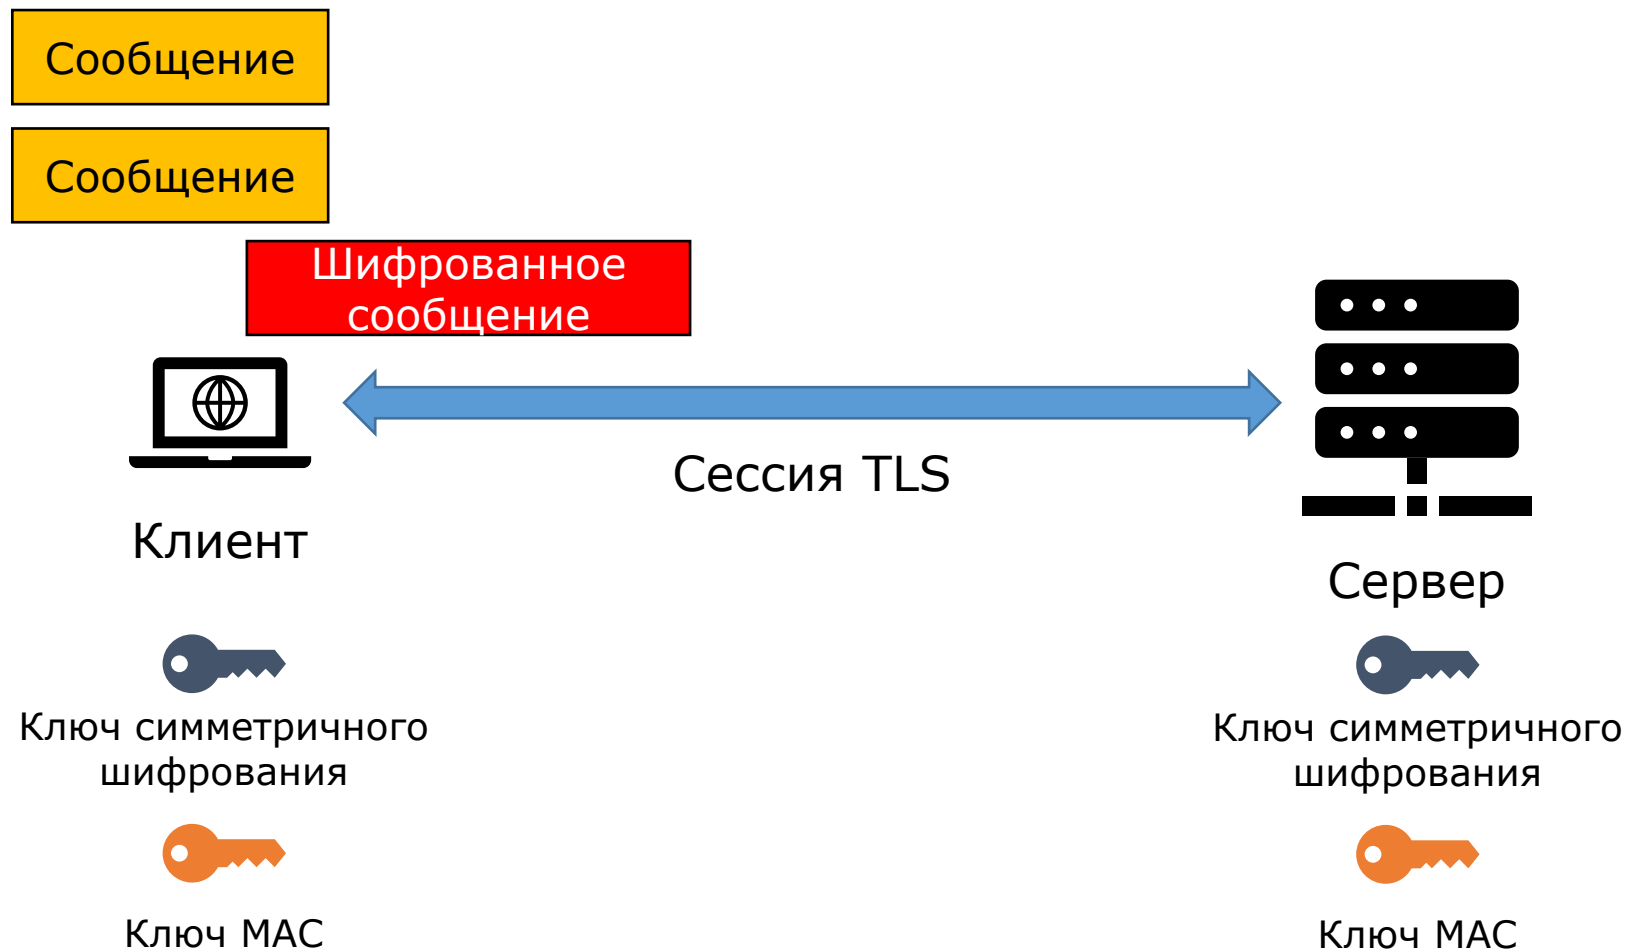 Сообщение
Сообщение
Шифрованное
сообщение
Сессия TLS
Клиент
Сервер
Ключ симметричного
шифрования
Ключ симметричного
шифрования
Ключ MAC
Ключ MAC